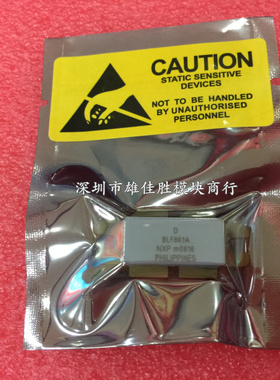 CAUTION
STATIC SENSITIVE
DEVICES
NOT TO BE HANDLED
BY UNAUTHORISED
PERSONNEL
深圳市雄佳胜模块商行
D
BLF861A
NXP m0816
PHILIPPINES